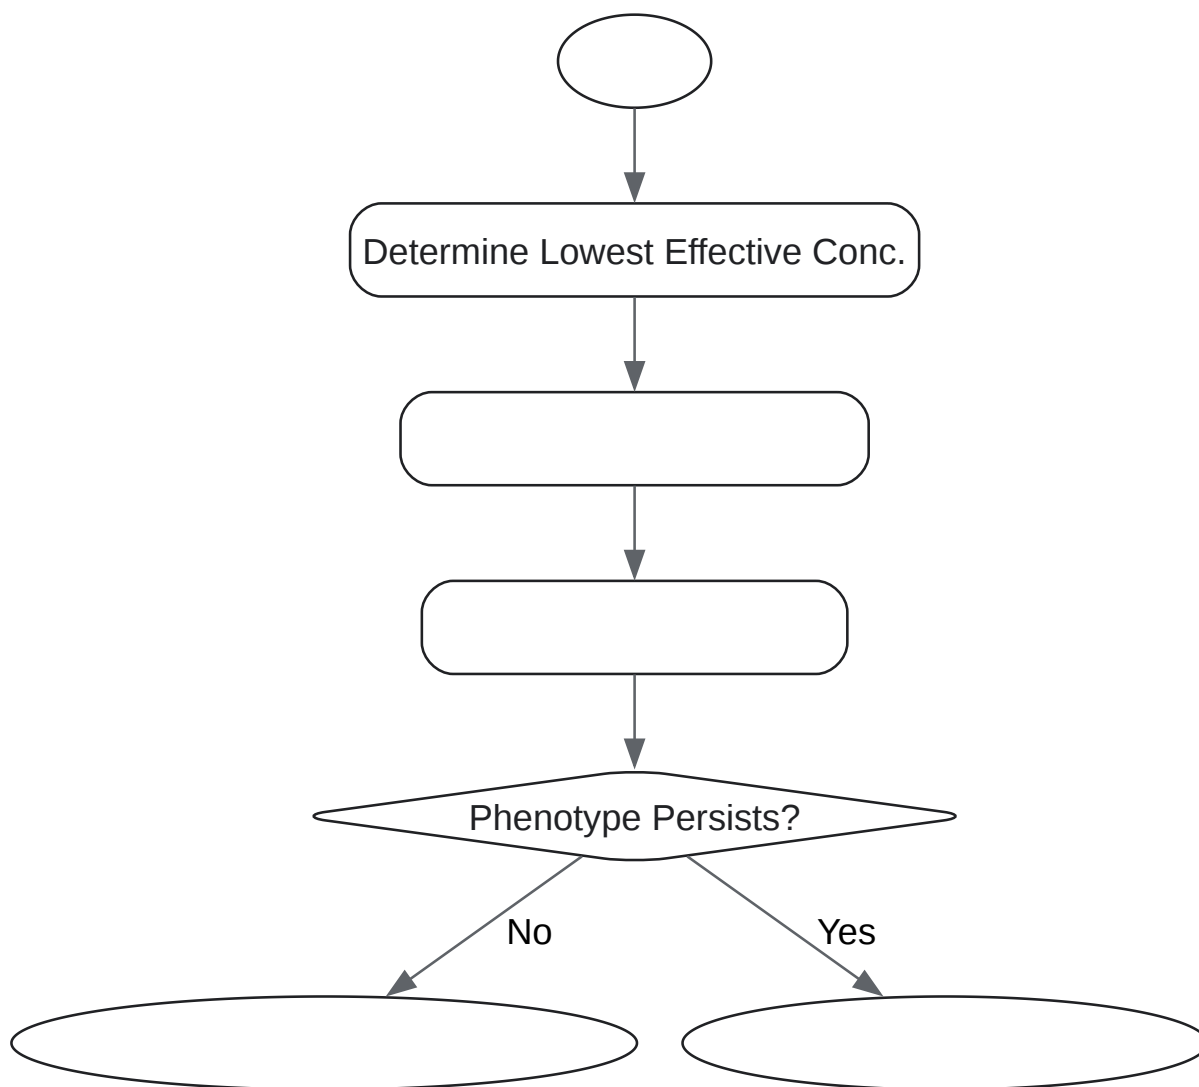 Determine Lowest Effective Conc.
Phenotype Persists?
No
Yes